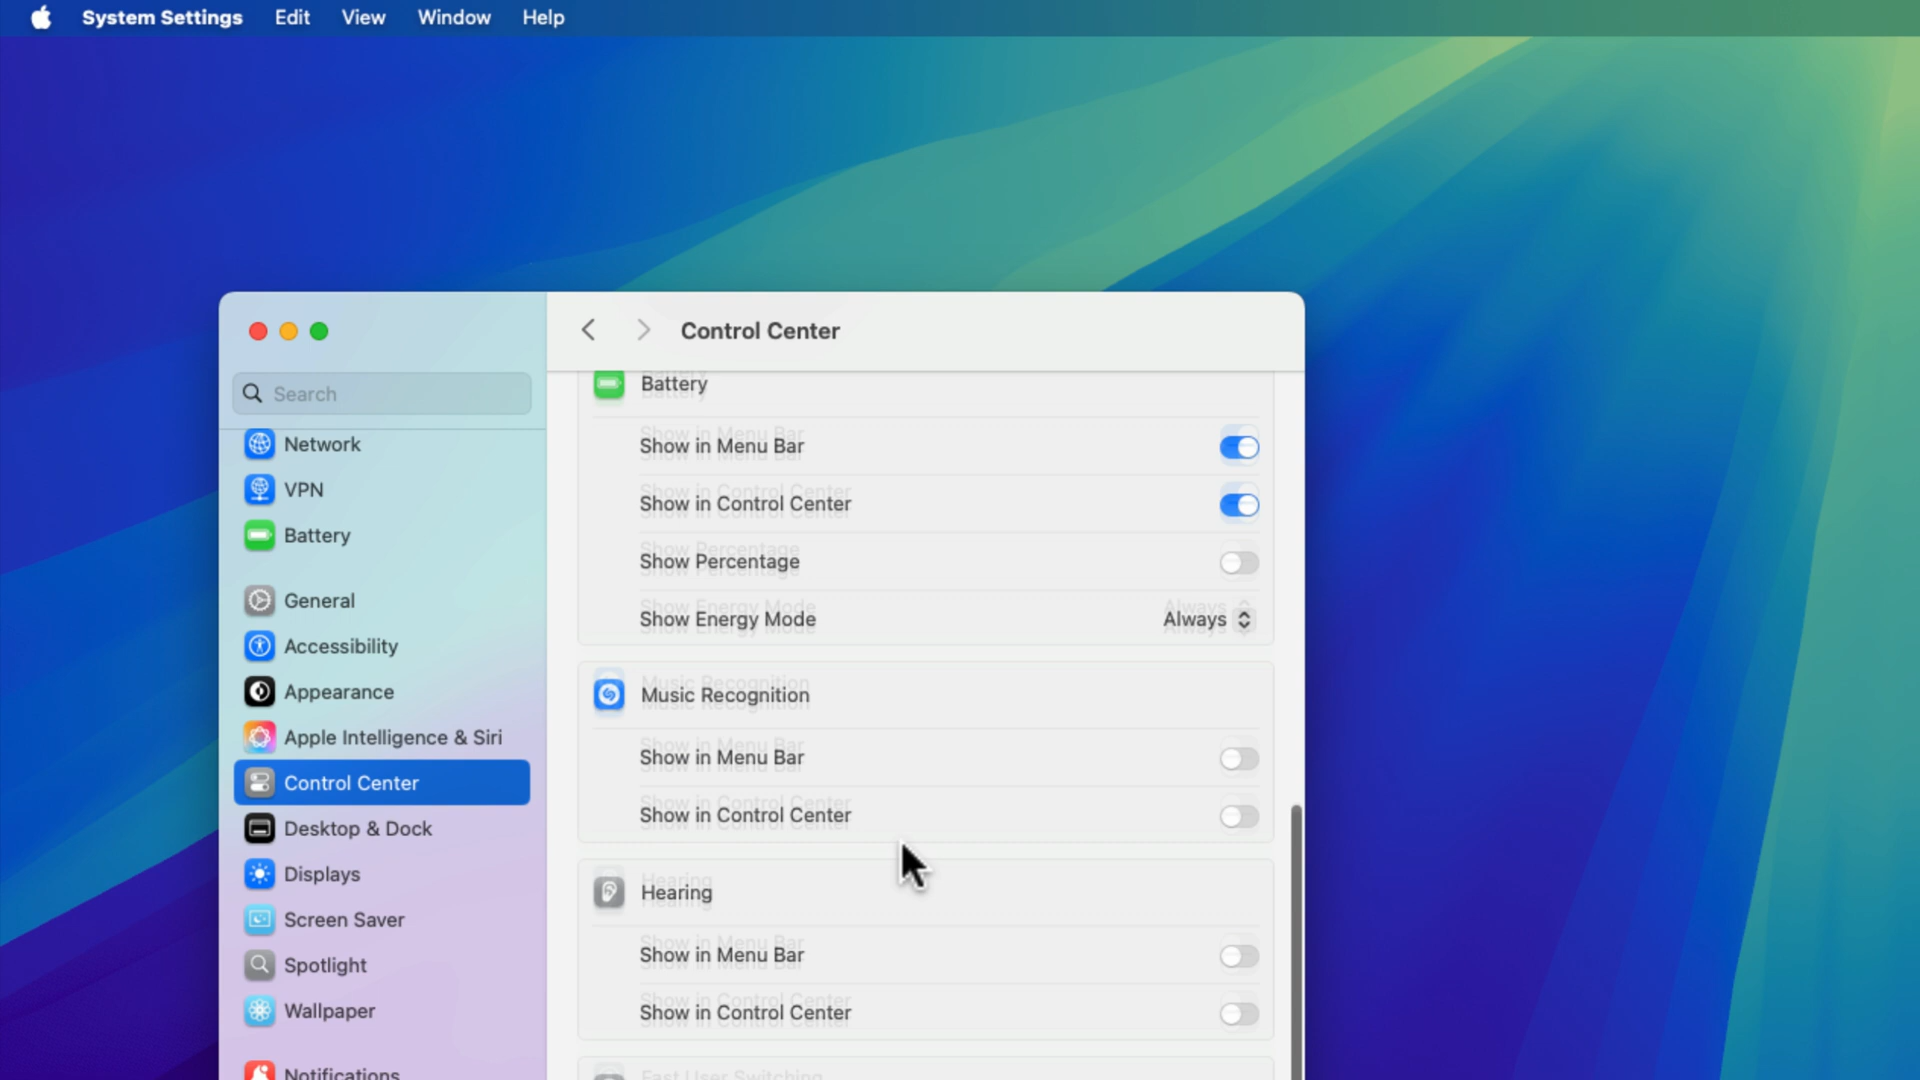 System Settings Edit View Window Help
Control Center
Search
Network
VPN
Battery
General
Accessibility
Appearance
Apple Intelligence & Siri
Control Center
Desktop & Dock
Displays
Screen Saver
Spotlight
Wallpaper
Notifications
Battery
Show in Menu Bar
Show in Control Center
Show Percentage
Show Energy Mode Always
Music Recognition
Show in Menu Bar
Show in Control Center
Hearing
Show in Menu Bar
Show in Control Center
Fast User Switching